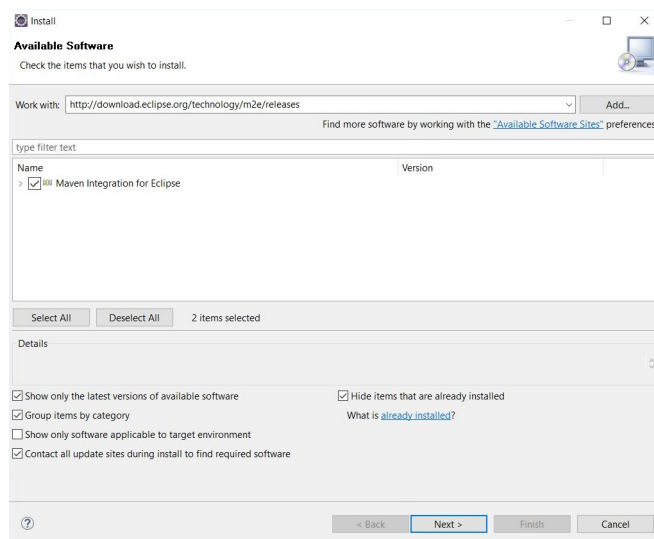 Install
Available Software
Check the items that you wish to install.
Work with: http://download.eclipse.org/technology/m2e/releases Add...
Find more software by working with the "Available Software Sites" preferences
type filter text
Name Version
Maven Integration for Eclipse
Select All Deselect All 2 items selected
Details
Show only the latest versions of available software Hide items that are already installed
Group items by category What is already installed?
Show only software applicable to target environment
Contact all update sites during install to find required software
? < Back Next > Finish Cancel